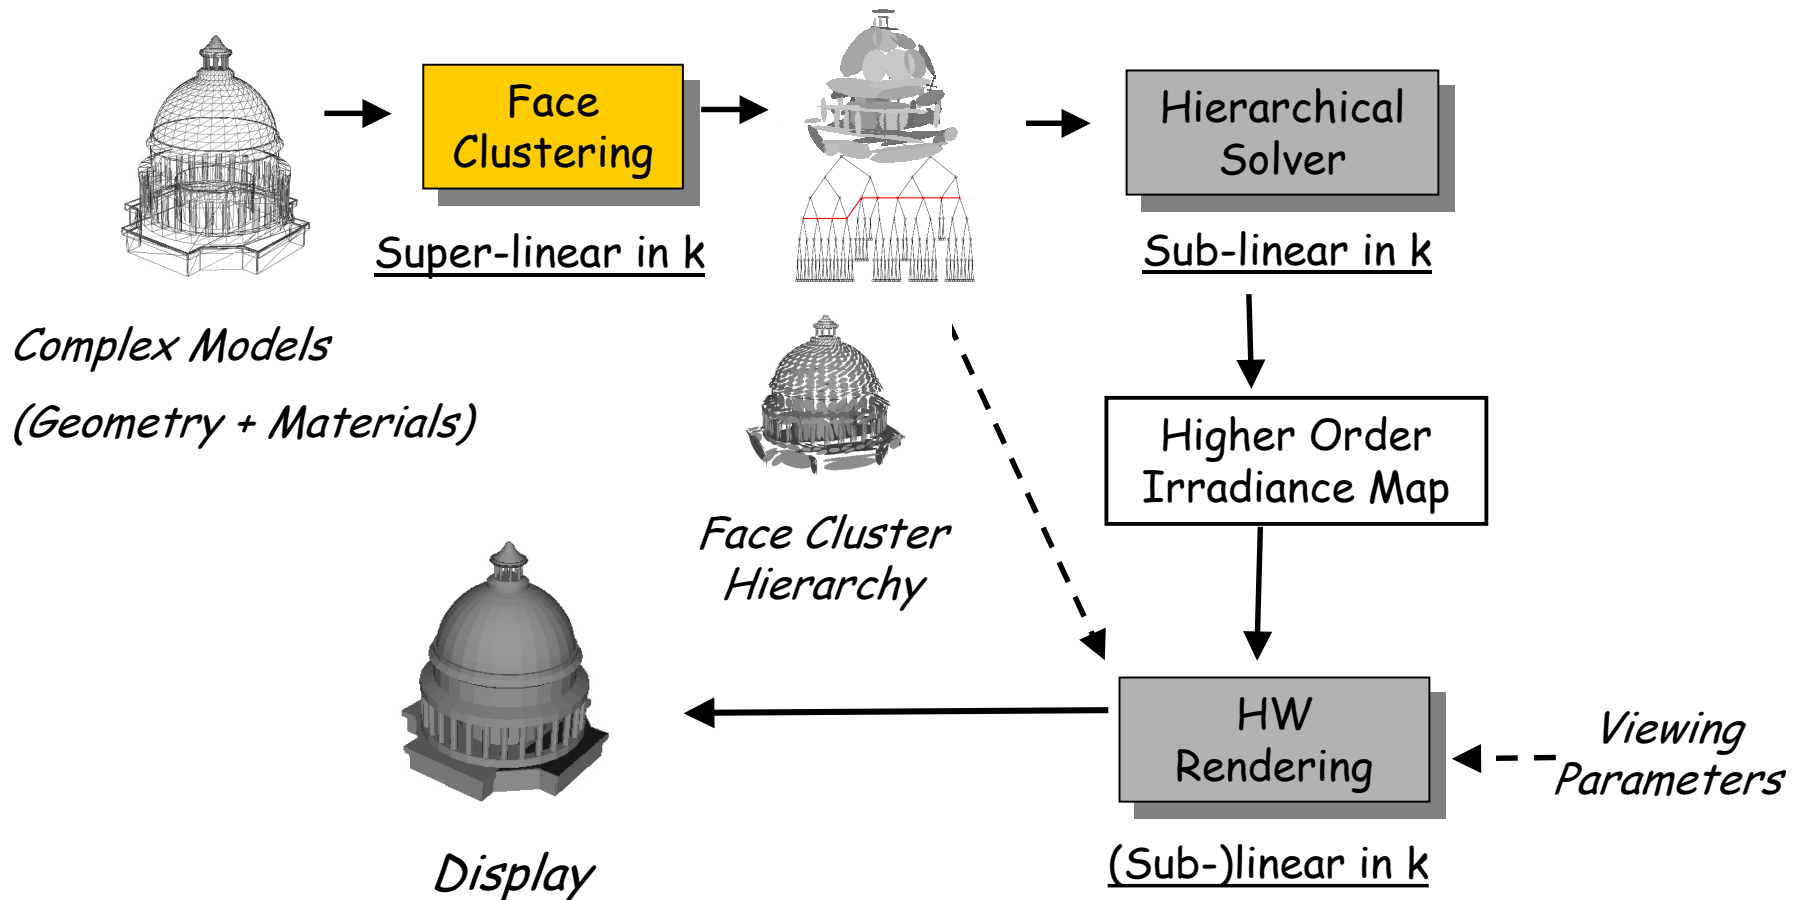 Face
Clustering
Super-linear in k
Hierarchical
Solver
Sub-linear in k
Complex Models
(Geometry + Materials)
Higher Order
Irradiance Map
Face Cluster
Hierarchy
HW
Rendering
(Sub-)linear in k
Viewing
Parameters
Display